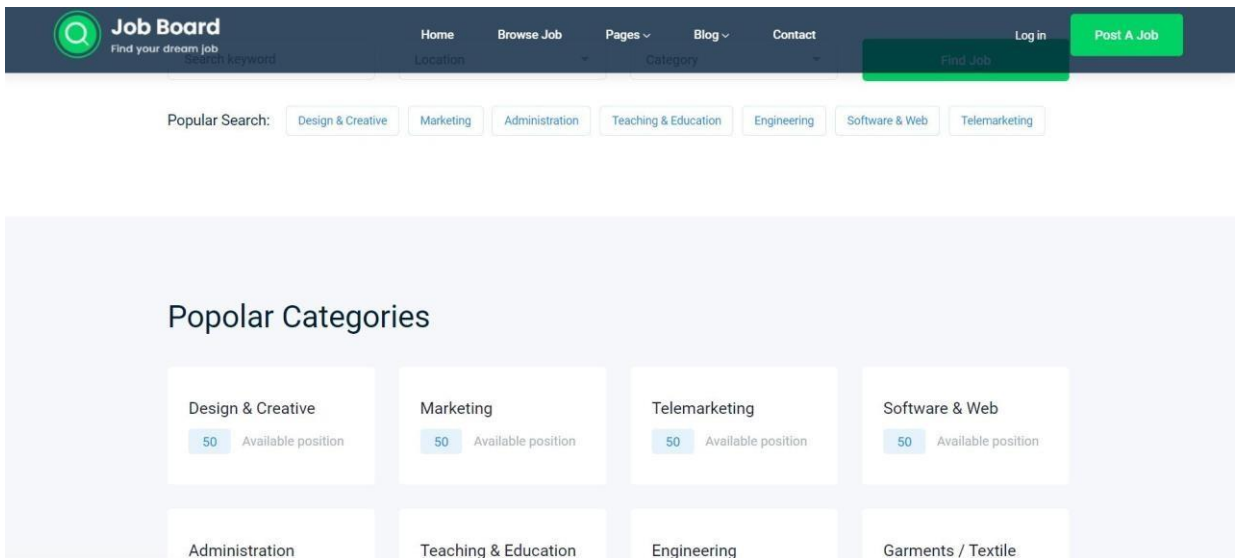 Job Board
Find your dream job
Home Browse Job Pages Blog Contact Log in Post A Job
Search keyword Location Category Find Job
Popular Search: Design & Creative Marketing Administration Teaching & Education Engineering Software & Web Telemarketing
Popolar Categories
Design & Creative Marketing Telemarketing Software & Web
50 Available position 50 Available position 50 Available position 50 Available position
Administration Teaching & Education Engineering Garments / Textile